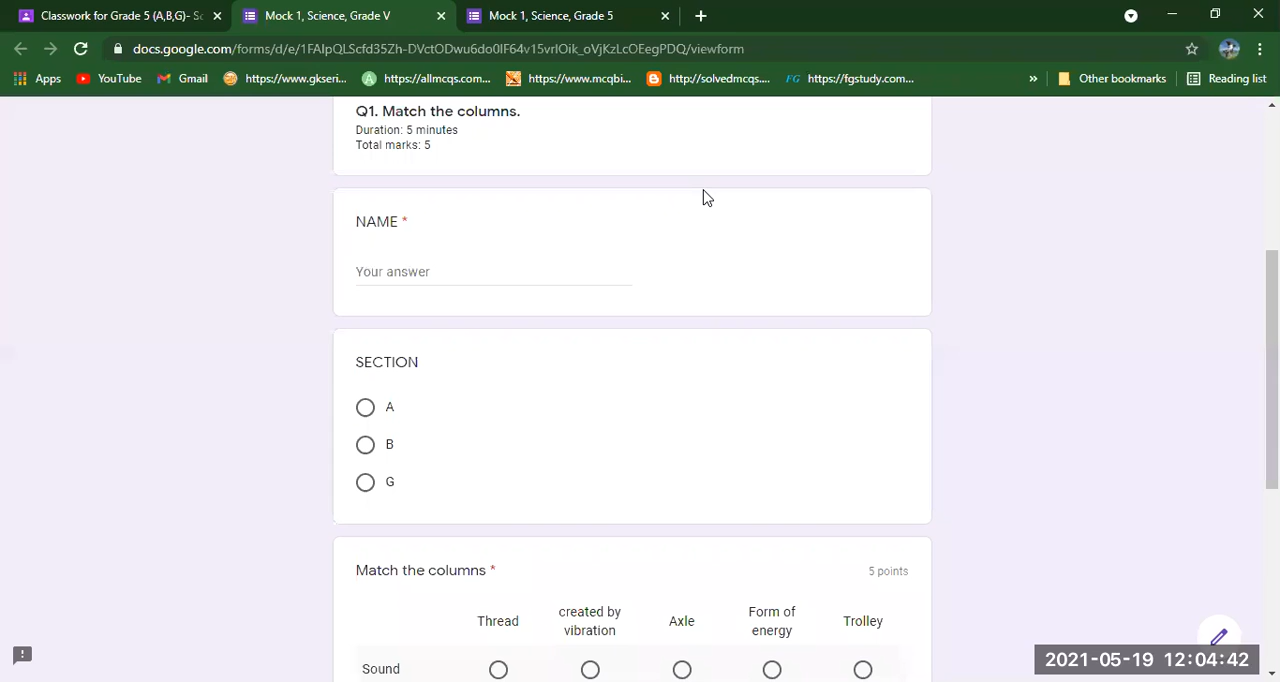 Classwork for Grade 5 (A,B,G)- Sc
Mock 1, Science, Grade V
Mock 1, Science, Grade 5
docs.google.com/forms/d/e/1FAIpQLScfd35Zh-DVctODwu6do0IF64v15vrIOik_oVjKzLcOEegPDQ/viewform
Apps YouTube Gmail https://www.gkseri... https://allmcqs.com... https://www.mcqbi... http://solvedmcqs.... FG https://fgstudy.com... » Other bookmarks Reading list
Q1. Match the columns.
Duration: 5 minutes
Total marks: 5
NAME *
Your answer
SECTION
A
B
G
Match the columns * 5 points
Thread created by vibration Axle Form of energy Trolley
Sound
2021-05-19 12:04:42